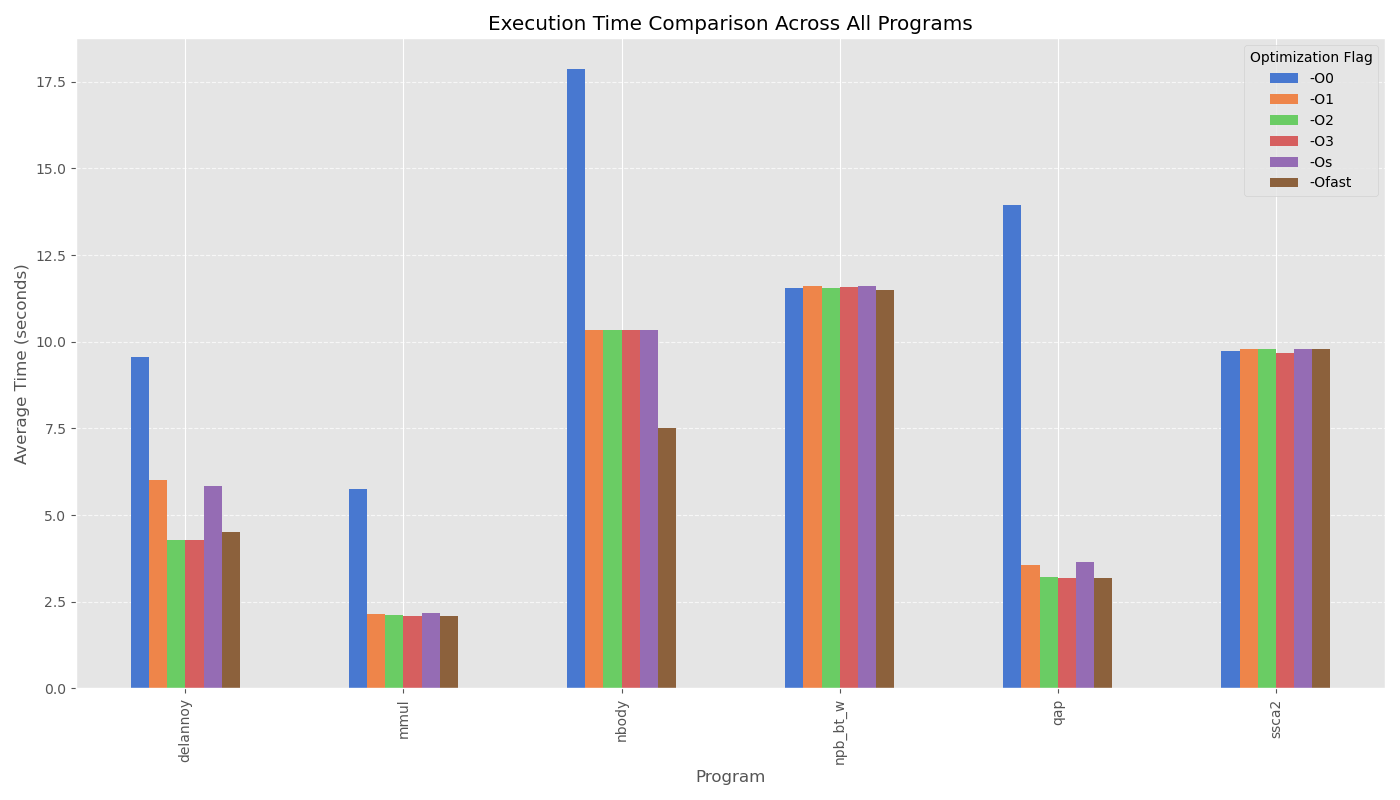 Execution Time Comparison Across All Programs
Optimization Flag
-O0
-O1
-O2
-O3
-Os
-Ofast
Average Time (seconds)
17.5
15.0
12.5
10.0
7.5
5.0
2.5
0.0
delannoy
mmul
nbody
npb_bt_w
qap
ssca2
Program